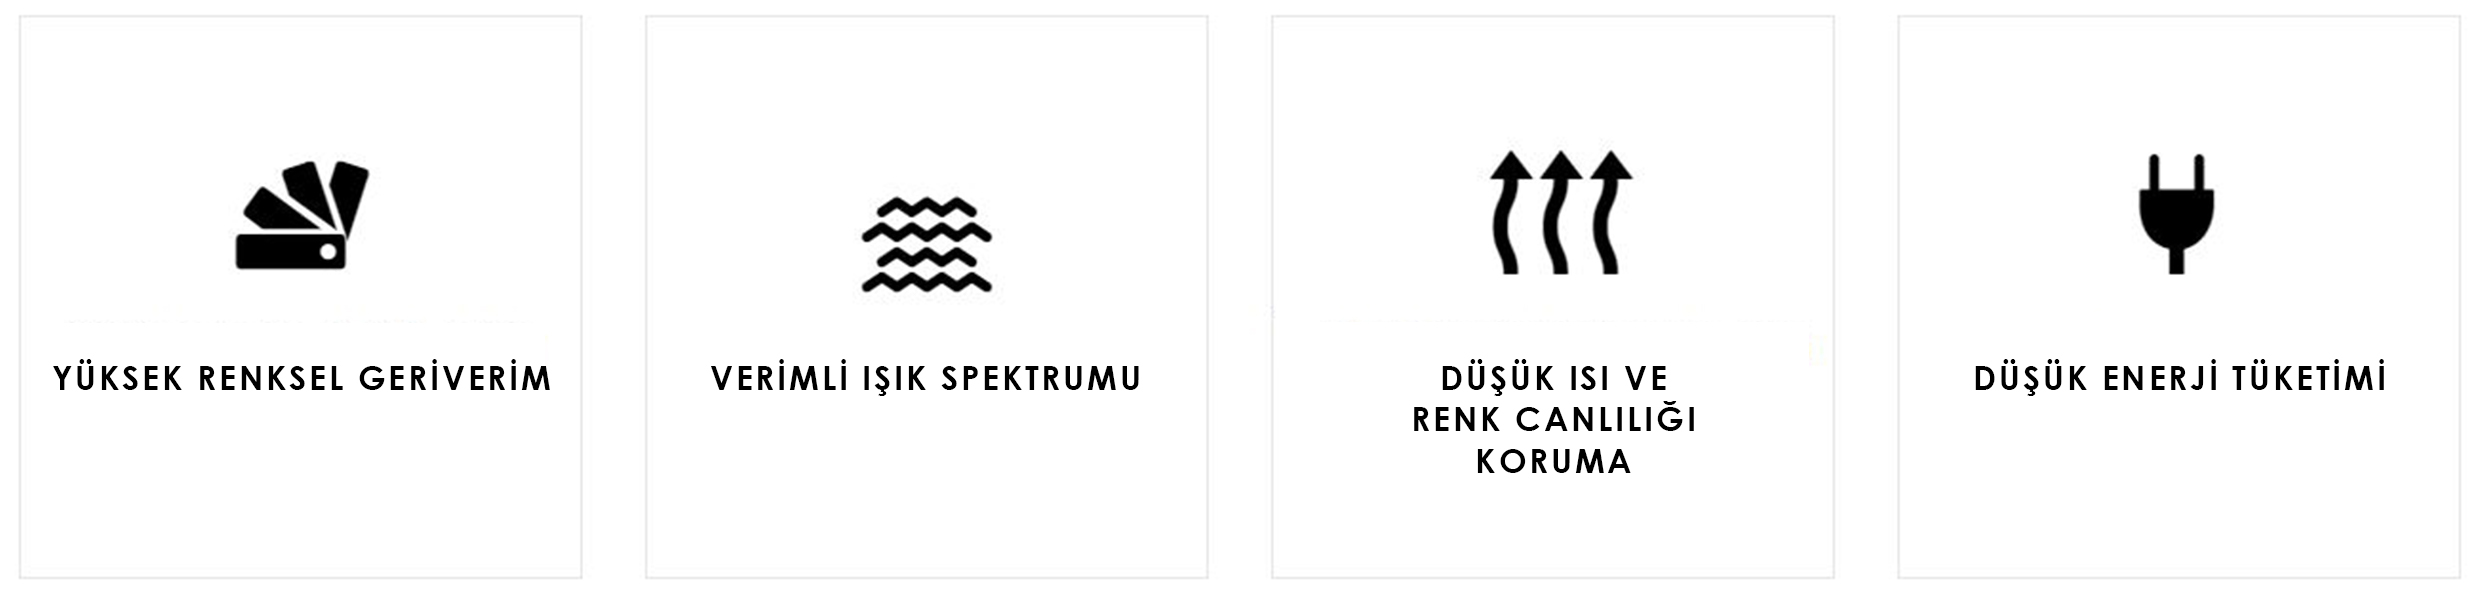 YÜKSEK RENKSEL GERİVERİM
VERİMLİ IŞIK SPEKTRUMU
DÜŞÜK ISI VE
RENK CANLILIĞI
KORUMA
DÜŞÜK ENERJİ TÜKETİMİ